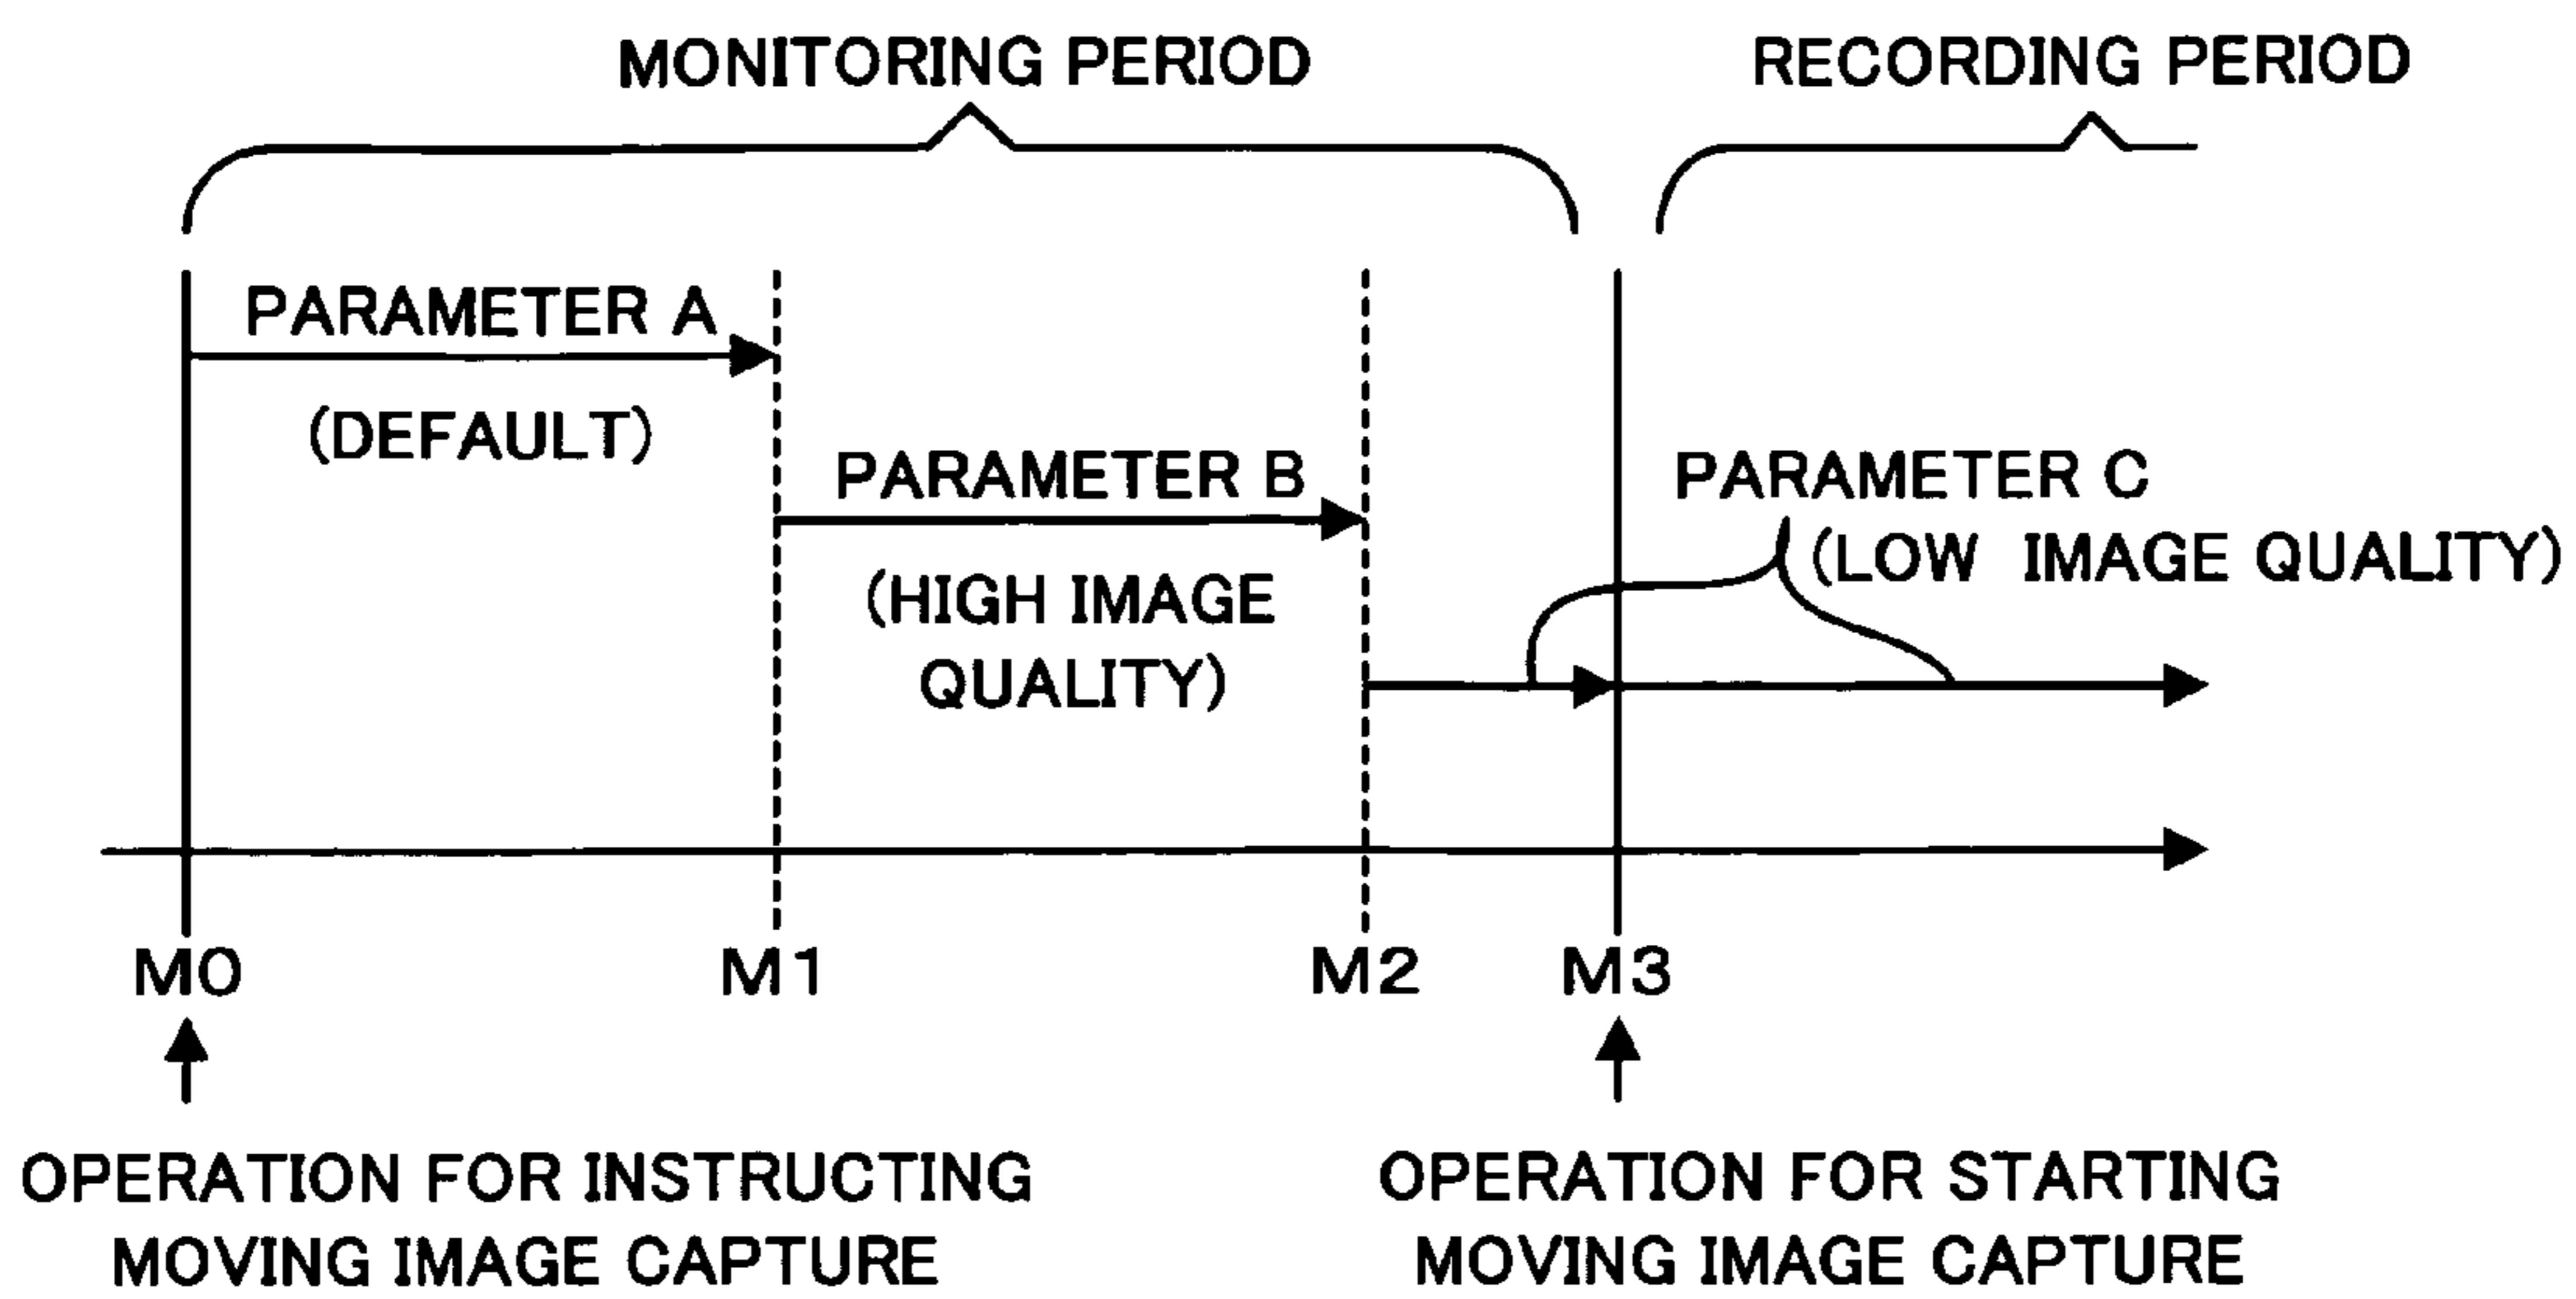 MONITORING PERIOD
RECORDING PERIOD
PARAMETER A
(DEFAULT)
PARAMETER B
(HIGH IMAGE
QUALITY)
PARAMETER C
(LOW IMAGE QUALITY)
M0
M1
M2
M3
OPERATION FOR INSTRUCTING
MOVING IMAGE CAPTURE
OPERATION FOR STARTING
MOVING IMAGE CAPTURE